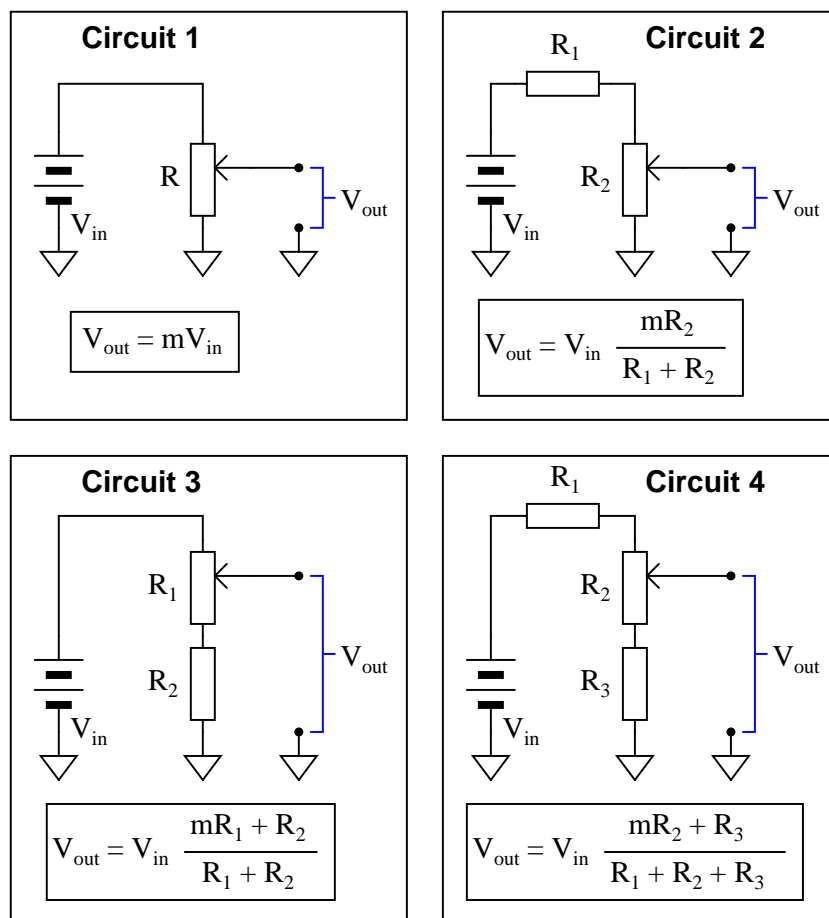 Circuit 1
R
V_in
V_out
V_out = mV_in
Circuit 2
R_1
R_2
V_in
V_out
V_out = V_in mR_2 / R_1 + R_2
Circuit 3
R_1
R_2
V_in
V_out
V_out = V_in mR_1 + R_2 / R_1 + R_2
Circuit 4
R_1
R_2
R_3
V_in
V_out
V_out = V_in mR_2 + R_3 / R_1 + R_2 + R_3